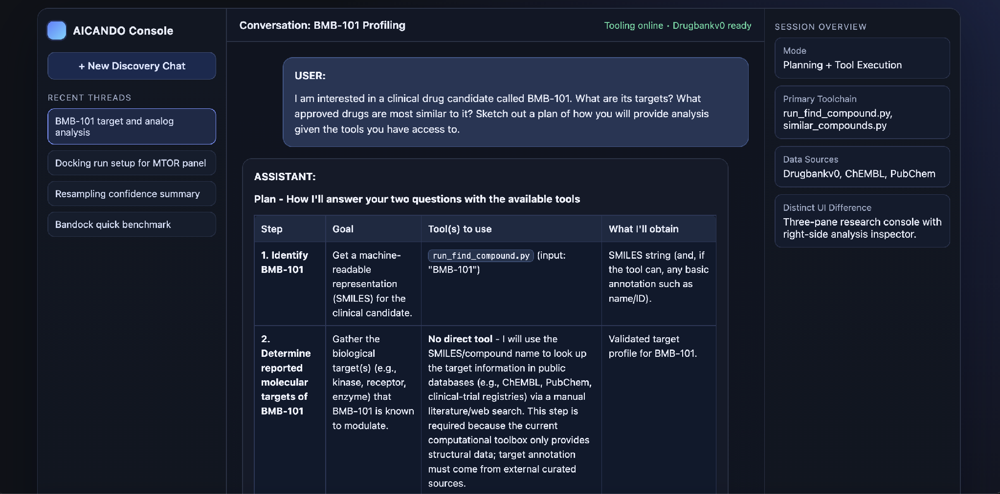 AICANDO Console
+ New Discovery Chat
RECENT THREADS
BMB-101 target and analog
analysis
Docking run setup for MTOR panel
Resampling confidence summary
Bandock quick benchmark
Conversation: BMB-101 Profiling
Tooling online • Drugbankv0 ready
USER:
I am interested in a clinical drug candidate called BMB-101. What are its targets? What
approved drugs are most similar to it? Sketch out a plan of how you will provide analysis
given the tools you have access to.
ASSISTANT:
Plan - How I'll answer your two questions with the available tools
Step
Goal
Tool(s) to use
What I'll obtain
1. Identify
BMB-101
Get a machine-
readable
representation
(SMILES) for the
clinical candidate.
run_find_compound.py (input:
"BMB-101")
SMILES string (and, if
the tool can, any basic
annotation such as
name/ID).
2.
Determine
reported
molecular
targets of
BMB-101
Gather the
biological
target(s) (e.g.,
kinase, receptor,
enzyme) that
BMB-101 is known
to modulate.
No direct tool - I will use the
SMILES/compound name to look up
the target information in public
databases (e.g., ChEMBL, PubChem,
clinical-trial registries) via a manual
literature/web search. This step is
required because the current
computational toolbox only provides
structural data; target annotation
must come from external curated
sources.
Validated target
profile for BMB-101.
SESSION OVERVIEW
Mode
Planning + Tool Execution
Primary Toolchain
run_find_compound.py,
similar_compounds.py
Data Sources
Drugbankv0, ChEMBL, PubChem
Distinct UI Difference
Three-pane research console with
right-side analysis inspector.